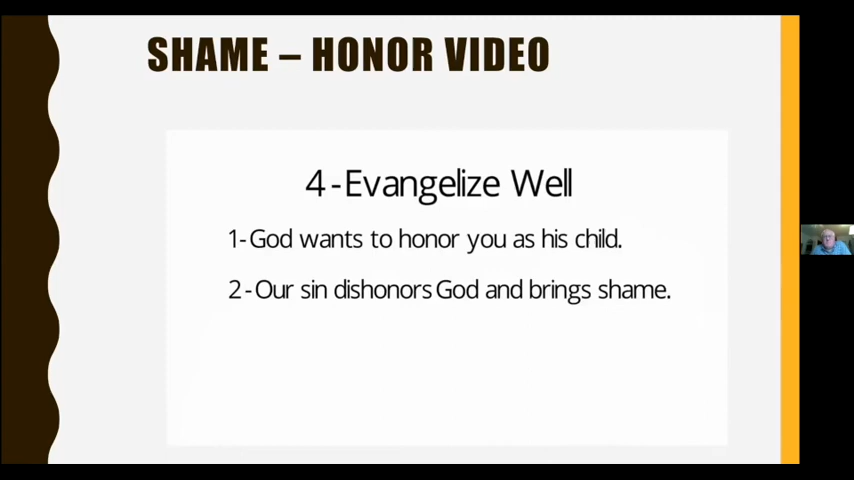 SHAME – HONOR VIDEO
4-Evangelize Well
1-God wants to honor you as his child.
2-Our sin dishonors God and brings shame.